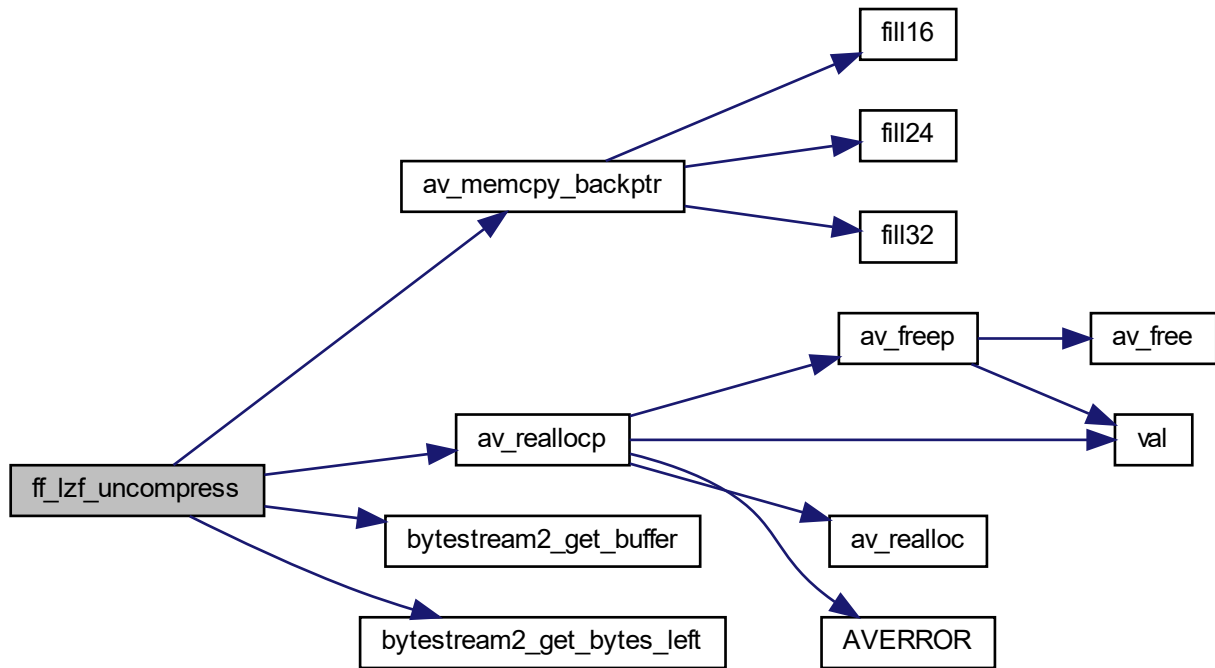 fill16
fill24
av_memcpy_backptr
fill32
av_freep
av_free
av_reallocp
val
ff_lzf_uncompress
bytestream2_get_buffer
av_realloc
bytestream2_get_bytes_left
AVERROR